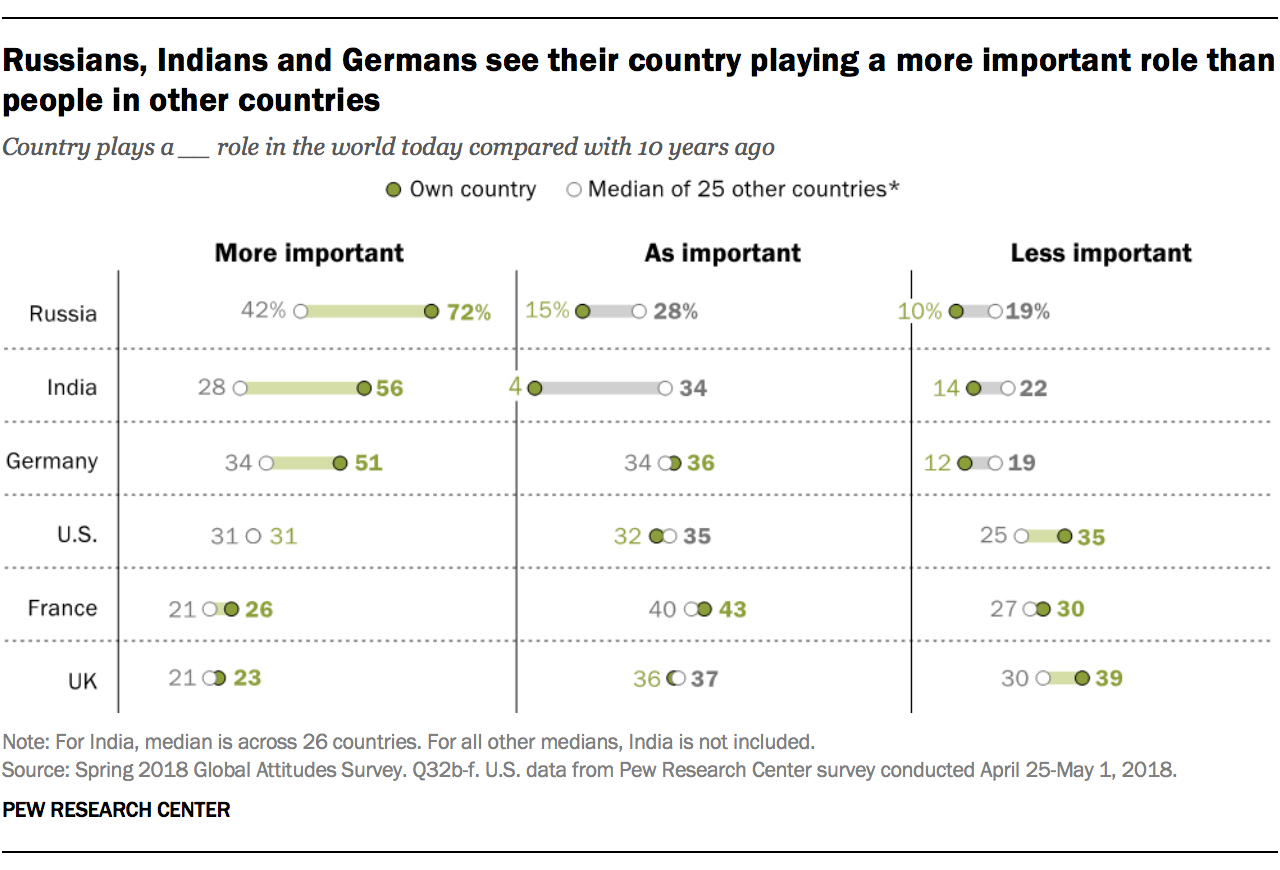 Russians, Indians and Germans see their country playing a more important role than
people in other countries
Country plays a __ role in the world today compared with 10 years ago
Own country Median of 25 other countries*
More important As important Less important
Russia 42% 72% 15% 28% 10% 19%
India 28 56 4 34 14 22
Germany 34 51 34 36 12 19
U.S. 31 31 32 35 25 35
France 21 26 40 43 27 30
UK 21 23 36 37 30 39
Note: For India, median is across 26 countries. For all other medians, India is not included.
Source: Spring 2018 Global Attitudes Survey. Q32b-f. U.S. data from Pew Research Center survey conducted April 25-May 1, 2018.
PEW RESEARCH CENTER